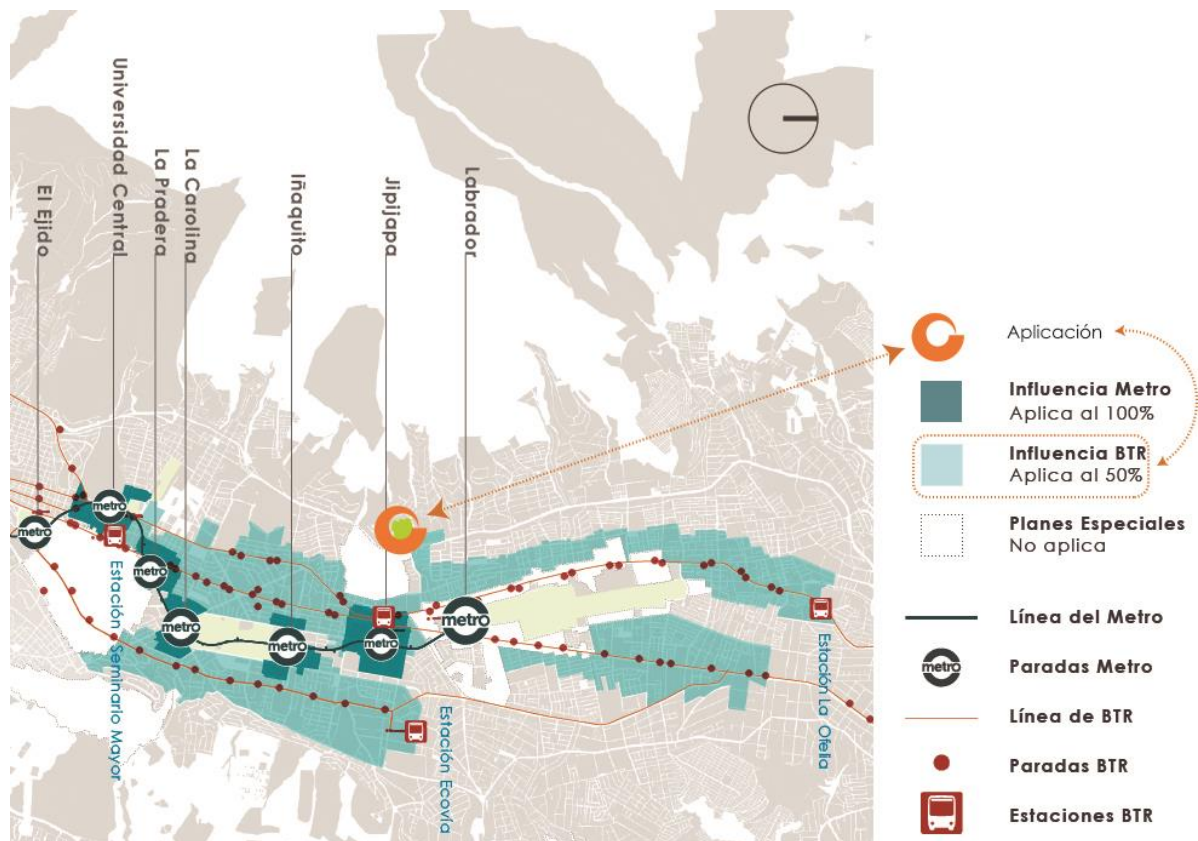 El Ejido
Universidad Central
La Pradera
La Carolina
Iñaquito
Jipijapa
Labrador
metro
metro
metro
metro
metro
metro
metro
Estación Seminario Mayor
Estación Ecovía
Estación La Ofelia
Aplicación
Influencia Metro
Aplica al 100%
Influencia BTR
Aplica al 50%
Planes Especiales
No aplica
Línea del Metro
metro
Paradas Metro
Línea de BTR
Paradas BTR
Estaciones BTR